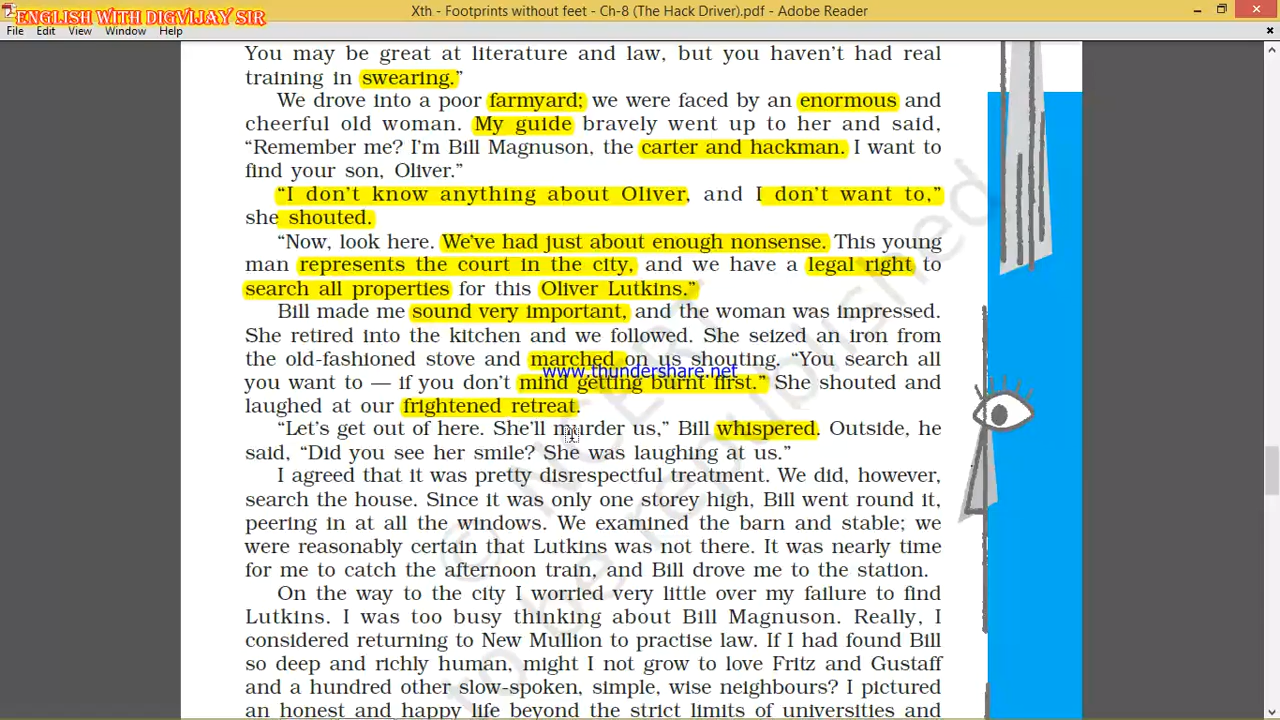 ENGLISH WITH DIGVIJAY SIR
Xth - Footprints without feet - Ch-8 (The Hack Driver).pdf - Adobe Reader
File Edit View Window Help
You may be great at literature and law, but you haven’t had real
training in swearing.”
We drove into a poor farmyard; we were faced by an enormous and
cheerful old woman. My guide bravely went up to her and said,
“Remember me? I’m Bill Magnuson, the carter and hackman. I want to
find your son, Oliver.”
“I don’t know anything about Oliver, and I don’t want to,”
she shouted.
“Now, look here. We’ve had just about enough nonsense. This young
man represents the court in the city, and we have a legal right to
search all properties for this Oliver Lutkins.”
Bill made me sound very important, and the woman was impressed.
She retired into the kitchen and we followed. She seized an iron from
the old-fashioned stove and marched on us shouting. “You search all
www.thundershare.net
you want to — if you don’t mind getting burnt first.” She shouted and
laughed at our frightened retreat.
“Let’s get out of here. She’ll murder us,” Bill whispered. Outside, he
said, “Did you see her smile? She was laughing at us.”
I agreed that it was pretty disrespectful treatment. We did, however,
search the house. Since it was only one storey high, Bill went round it,
peering in at all the windows. We examined the barn and stable; we
were reasonably certain that Lutkins was not there. It was nearly time
for me to catch the afternoon train, and Bill drove me to the station.
On the way to the city I worried very little over my failure to find
Lutkins. I was too busy thinking about Bill Magnuson. Really, I
considered returning to New Mullion to practise law. If I had found Bill
so deep and richly human, might I not grow to love Fritz and Gustaff
and a hundred other slow-spoken, simple, wise neighbours? I pictured
an honest and happy life beyond the strict limits of universities and
© NCERT
to be republished